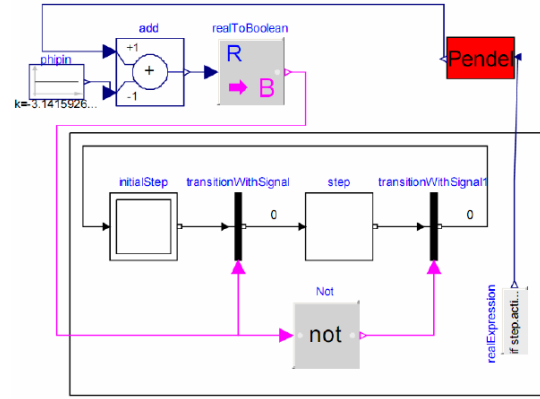 add
realToBoolean
phipin
+1
+
-1
k=-3.1415926...
R
B
Pendel
initialStep
transitionWithSignal
step
transitionWithSignal1
0
0
Not
not
realExpression
if step.acti...